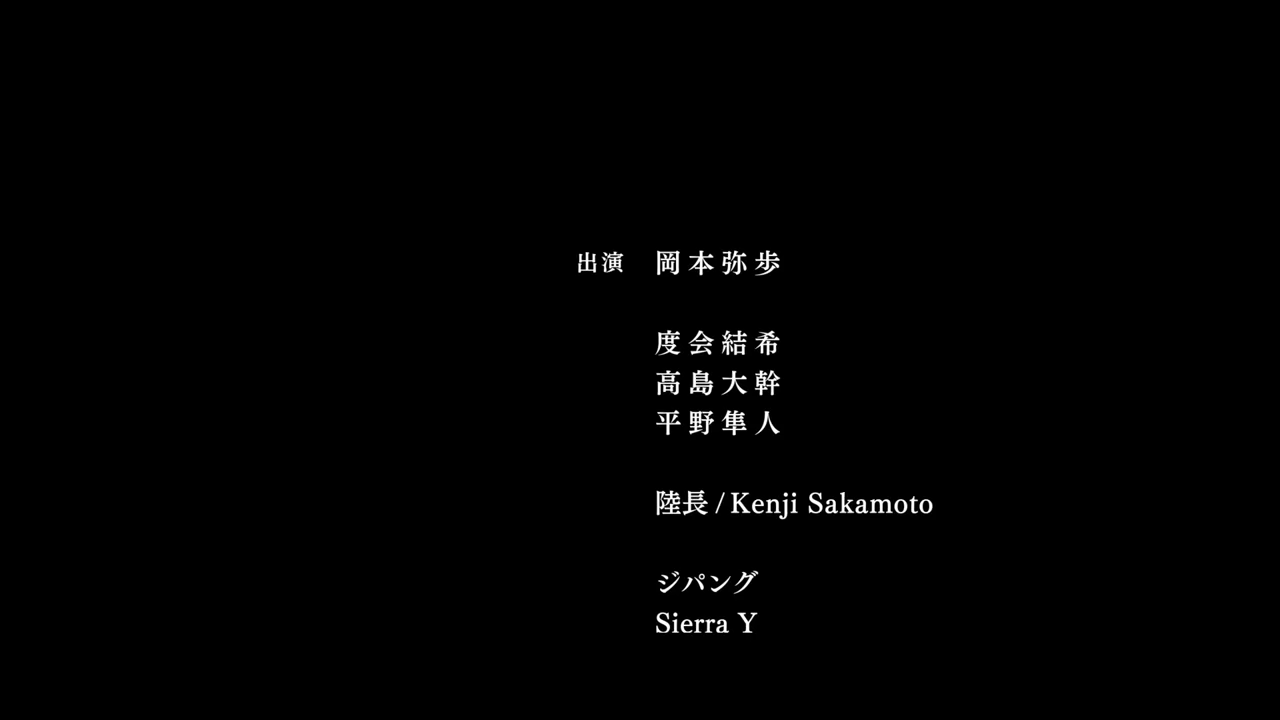 出演 岡本弥歩
度会結希
高島大幹
平野隼人
陸長 / Kenji Sakamoto
ジパング
Sierra Y